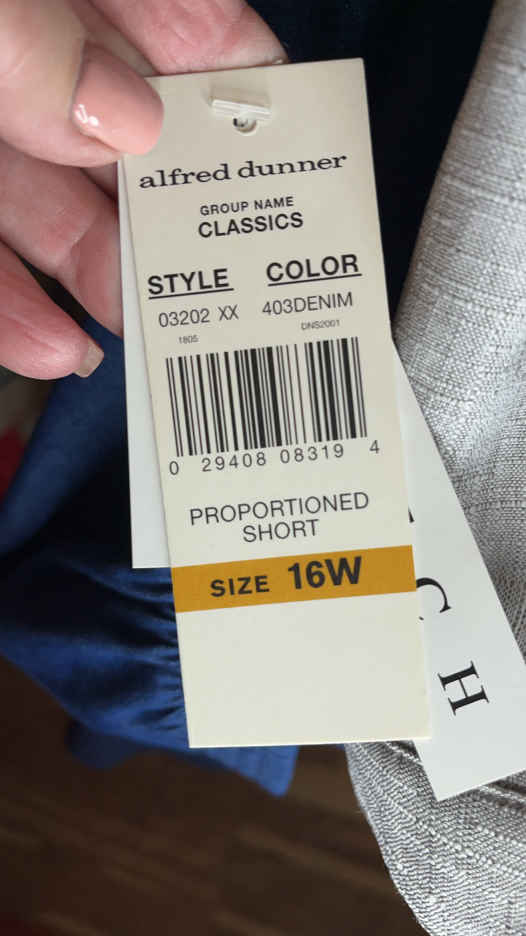 alfred dunner
GROUP NAME
CLASSICS
STYLE COLOR
03202 XX 403DENIM
1805 DNS2001
0 29408 08319 4
PROPORTIONED
SHORT
SIZE 16W
C
H